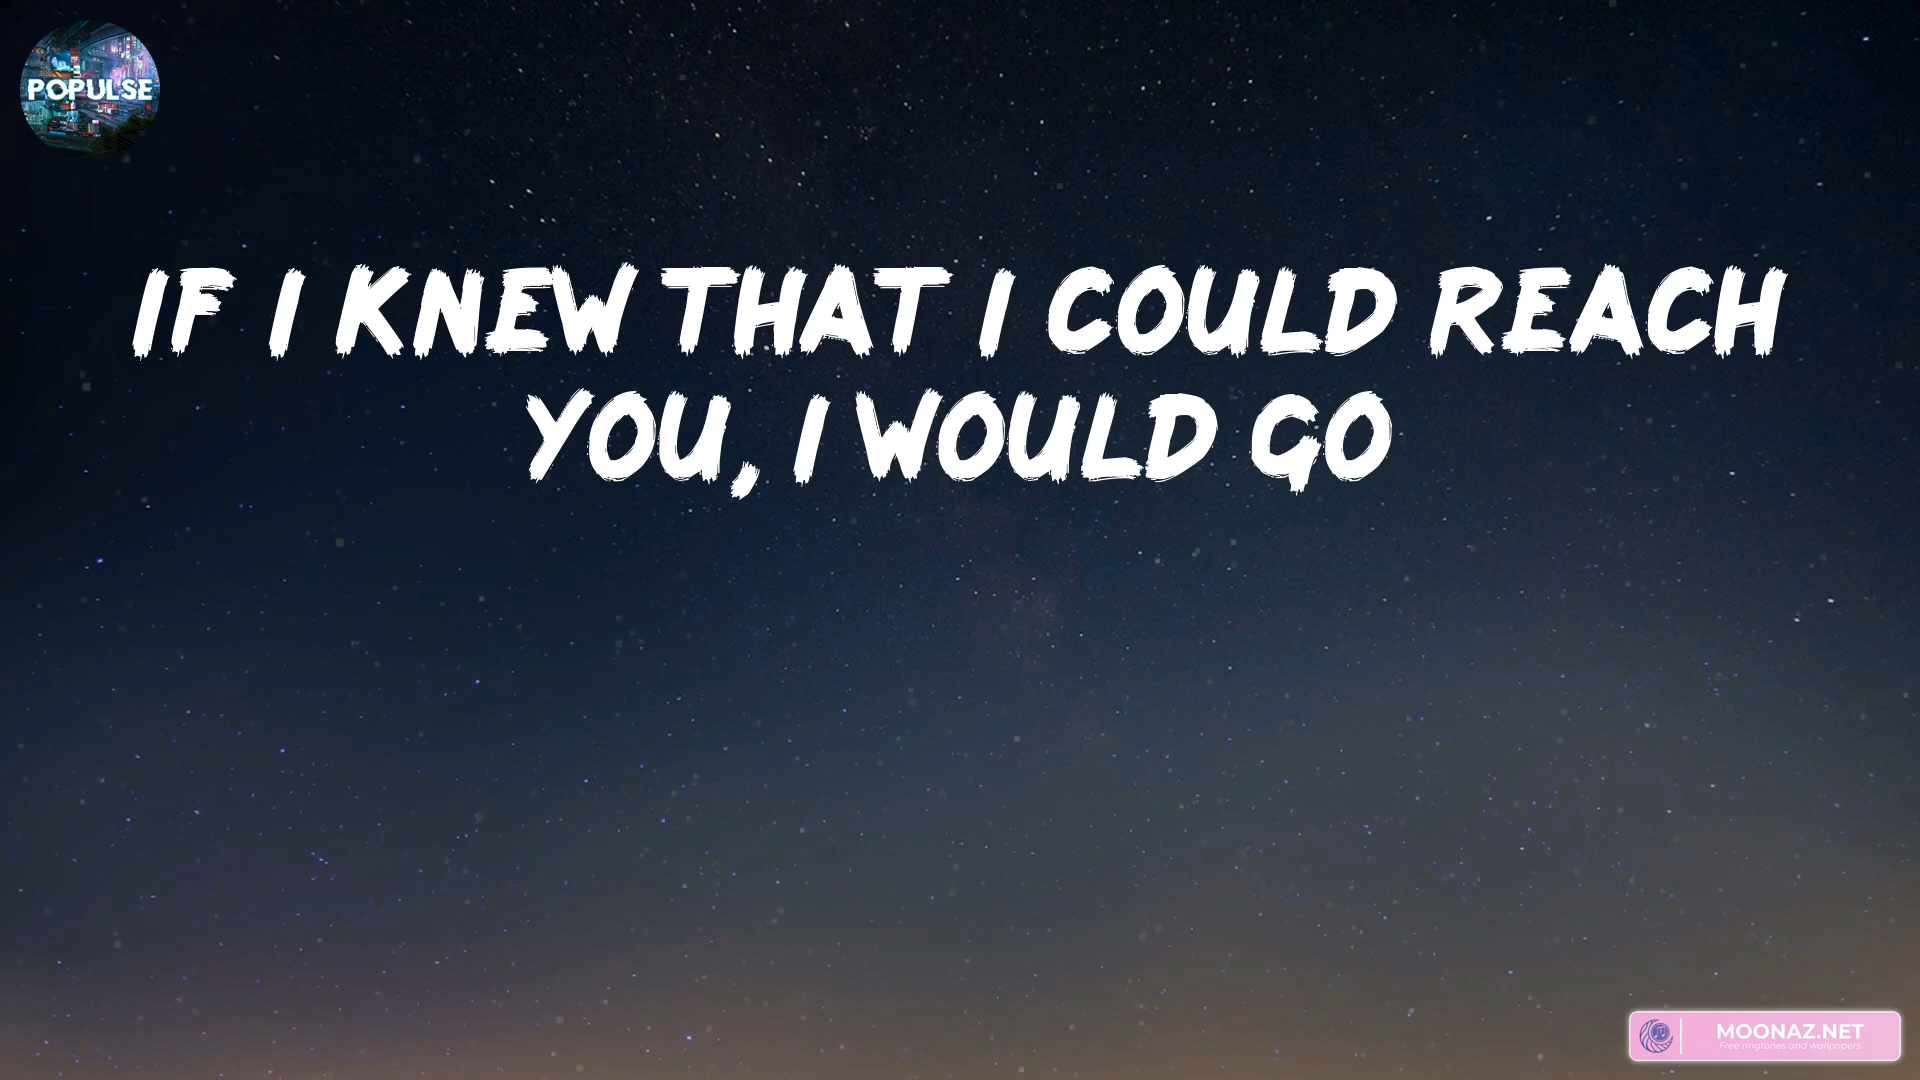 POPULSE
IF I KNEW THAT I COULD REACH
YOU, I WOULD GO
MOONAZ.NET
Free ringtones and wallpapers